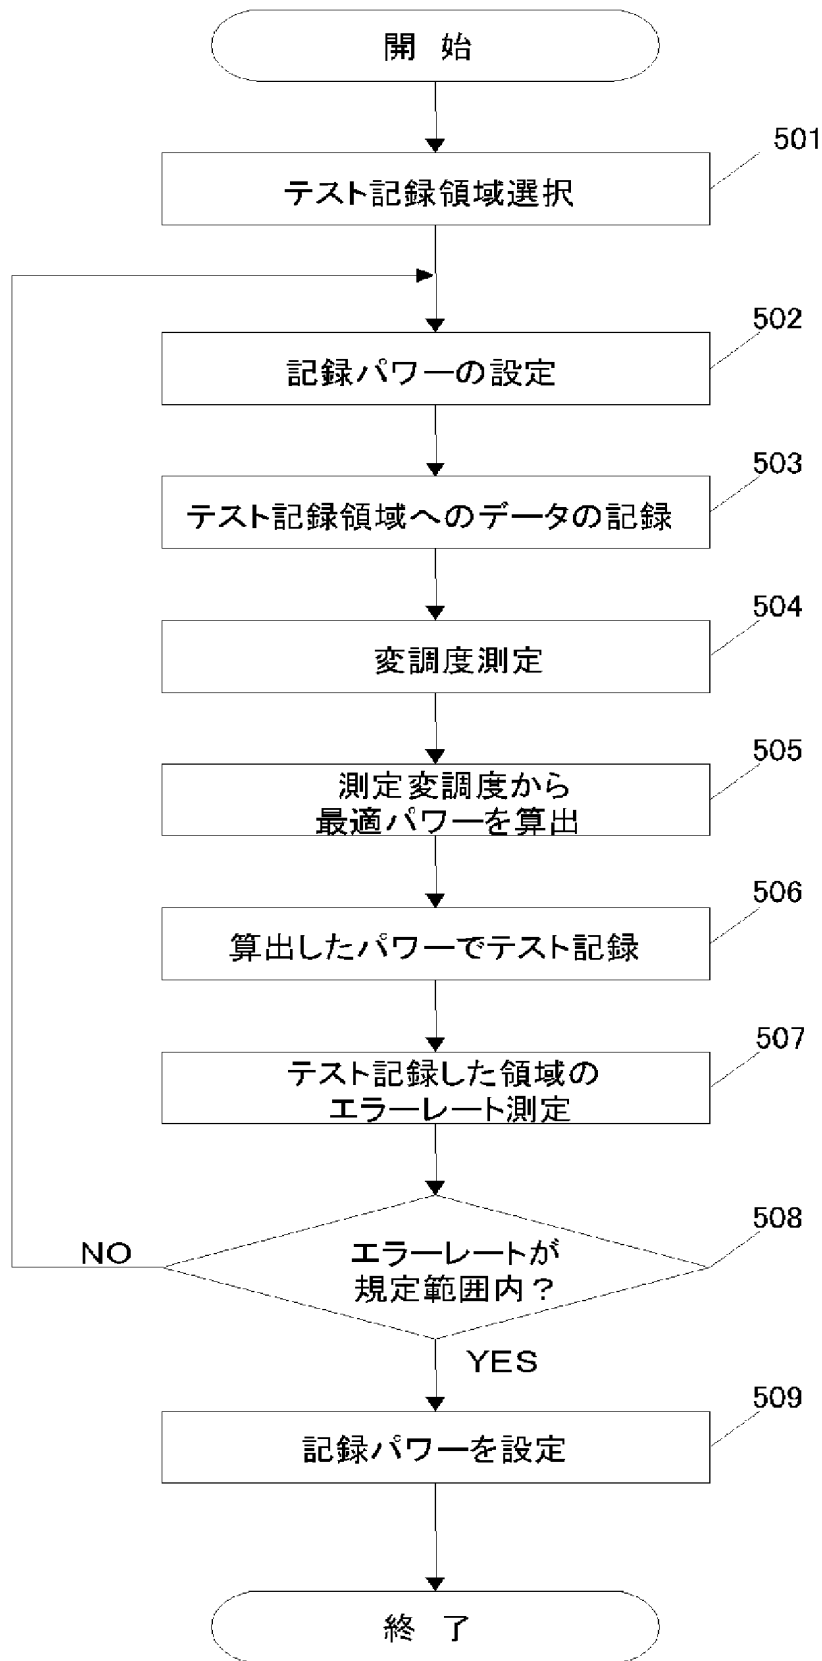 開 始
501
テスト記録領域選択
502
記録パワーの設定
503
テスト記録領域へのデータの記録
504
変調度測定
505
測定変調度から
最適パワーを算出
506
算出したパワーでテスト記録
507
テスト記録した領域の
エラーレート測定
508
エラーレートが
規定範囲内？
NO
YES
509
記録パワーを設定
終 了